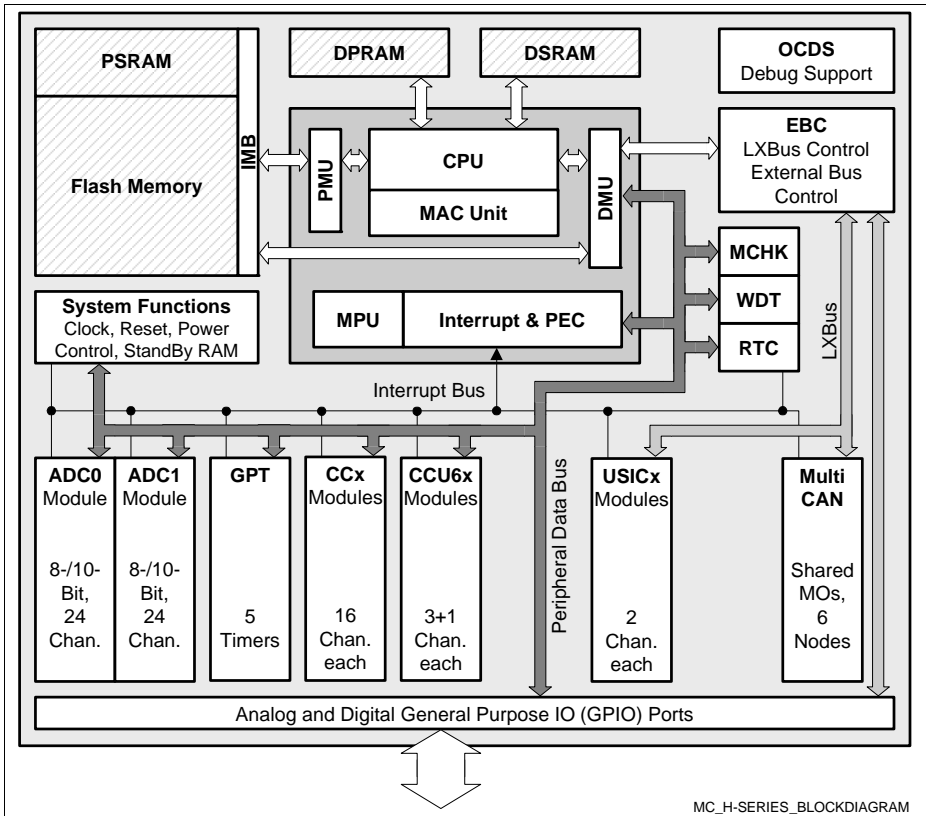 PSRAM
Flash Memory
IMB
DPRAM
DSRAM
OCDS
Debug Support
PMU
CPU
MAC Unit
DMU
EBC
LXBus Control
External Bus
Control
MCHK
WDT
RTC
LXBus
System Functions
Clock, Reset, Power
Control, StandBy RAM
MPU
Interrupt & PEC
Interrupt Bus
Peripheral Data Bus
ADC0
Module
8-/10-
Bit,
24
Chan.
ADC1
Module
8-/10-
Bit,
24
Chan.
GPT
5
Timers
CCx
Modules
16
Chan.
each
CCU6x
Modules
3+1
Chan.
each
USICx
Modules
2
Chan.
each
Multi
CAN
Shared
MOs,
6
Nodes
Analog and Digital General Purpose IO (GPIO) Ports
MC_H-SERIES_BLOCKDIAGRAM